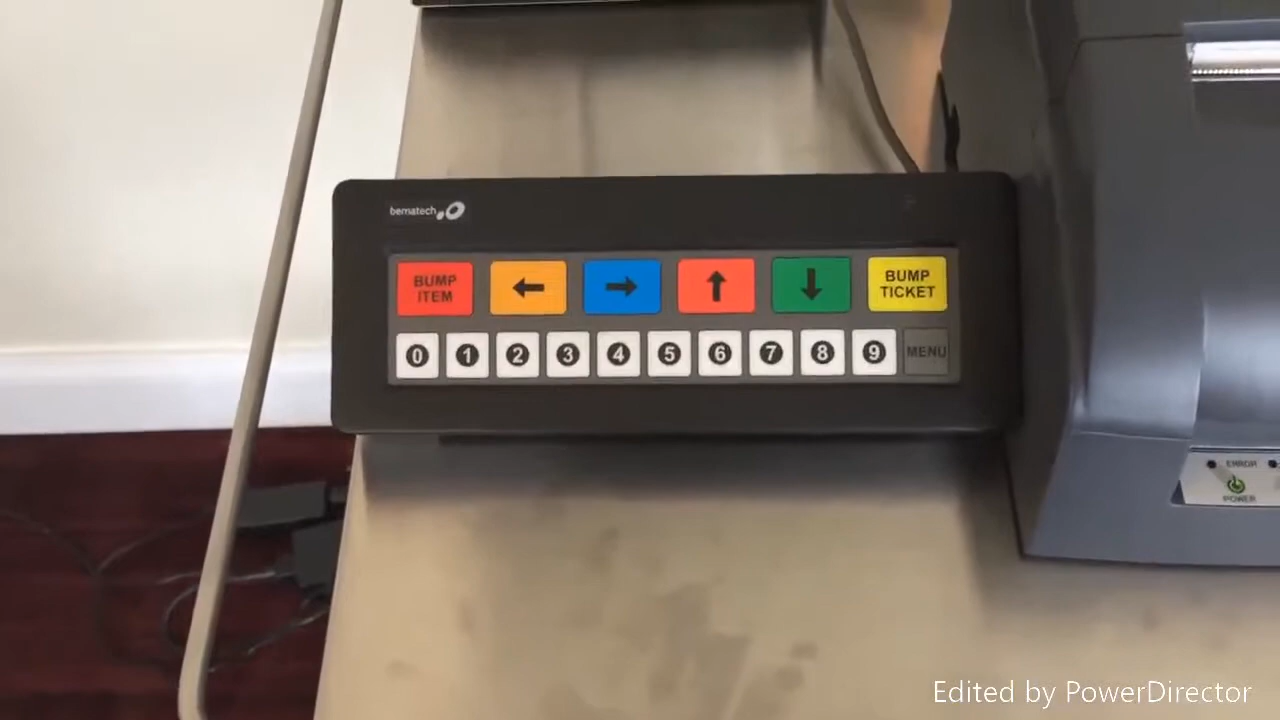 bematech
BUMP
ITEM
BUMP
TICKET
0 1 2 3 4 5 6 7 8 9 MENU
ERROR
POWER
Edited by PowerDirector